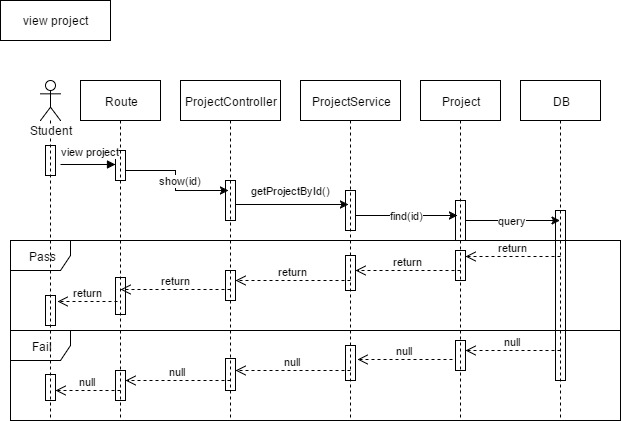 view project
Student
Route
ProjectController
ProjectService
Project
DB
view project
show(id)
getProjectById()
find(id)
query
Pass
return
return
return
return
return
Fail
null
null
null
null
null